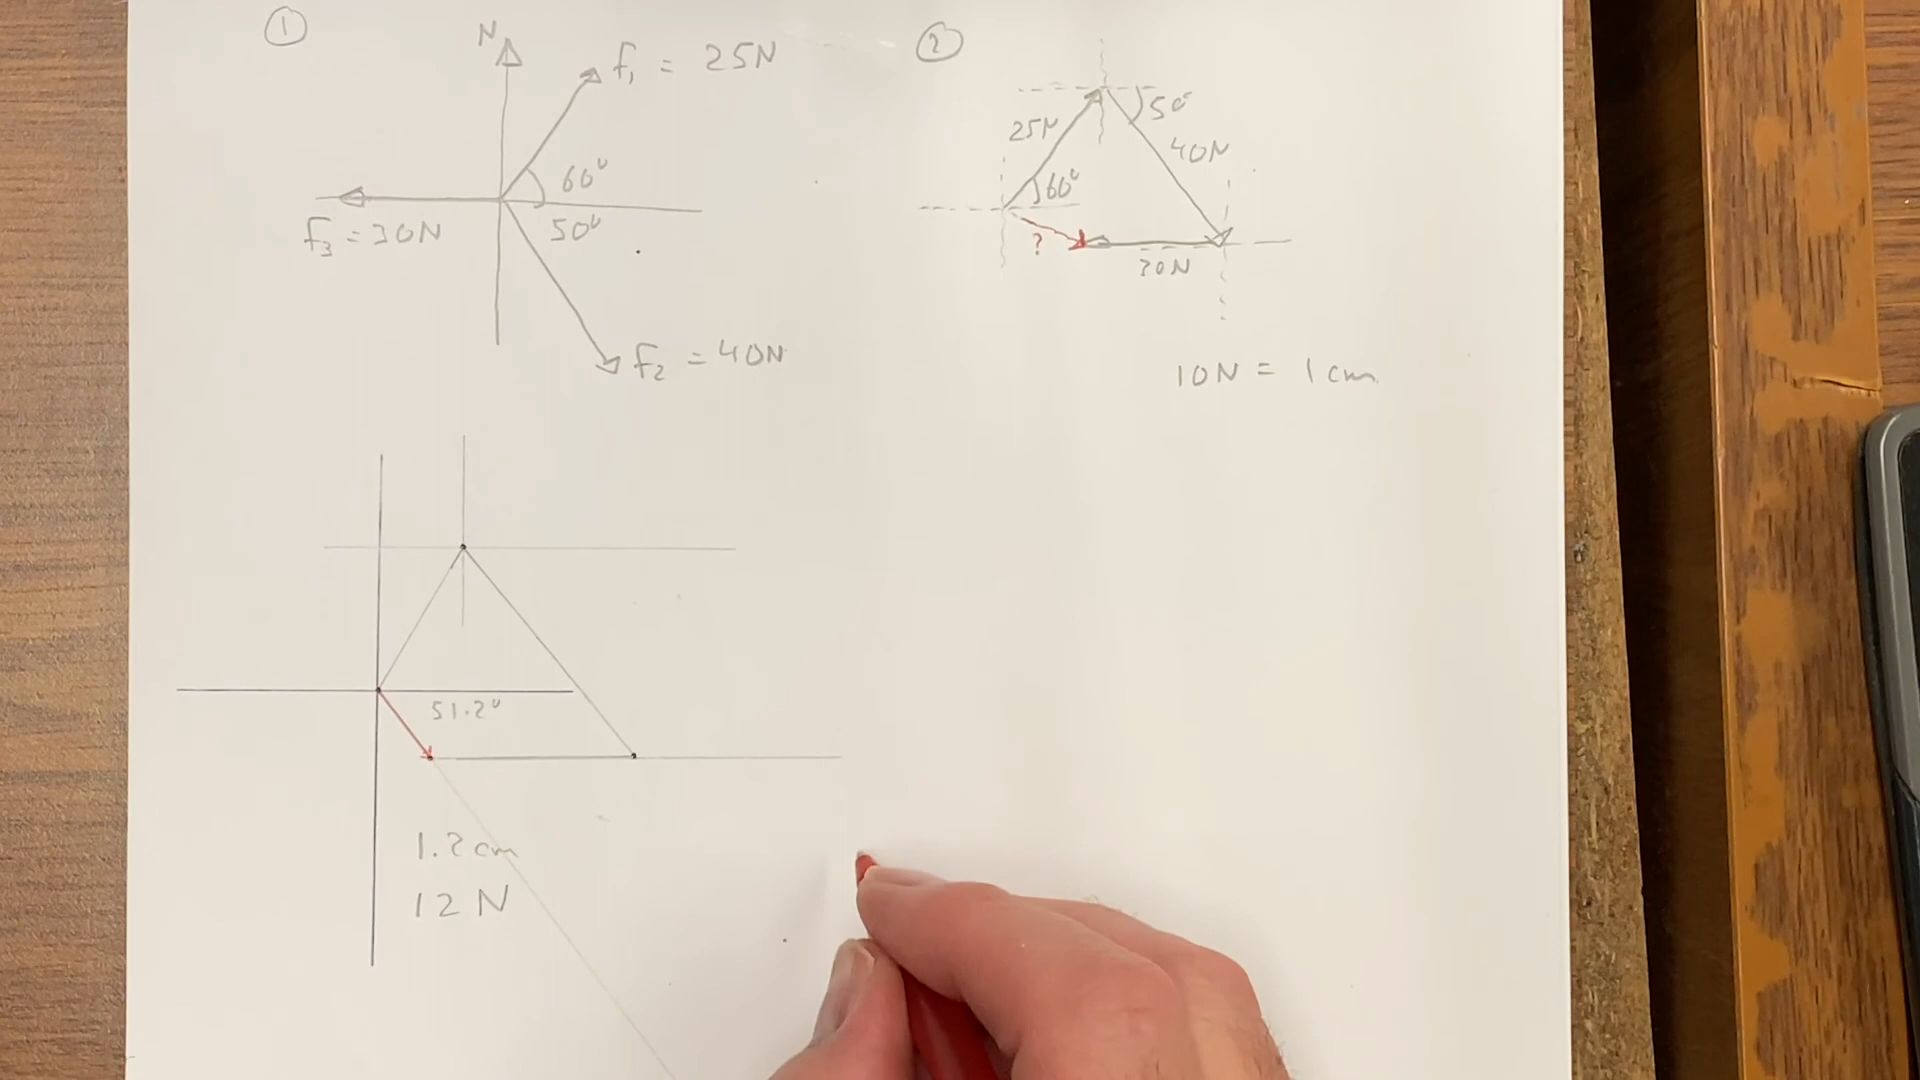 1
N
f₁ = 25N
60°
f₃ = 30N
50°
f₂ = 40N
2
50°
25N
40N
60°
?
30N
10N = 1cm
51.2°
1.2cm
12N